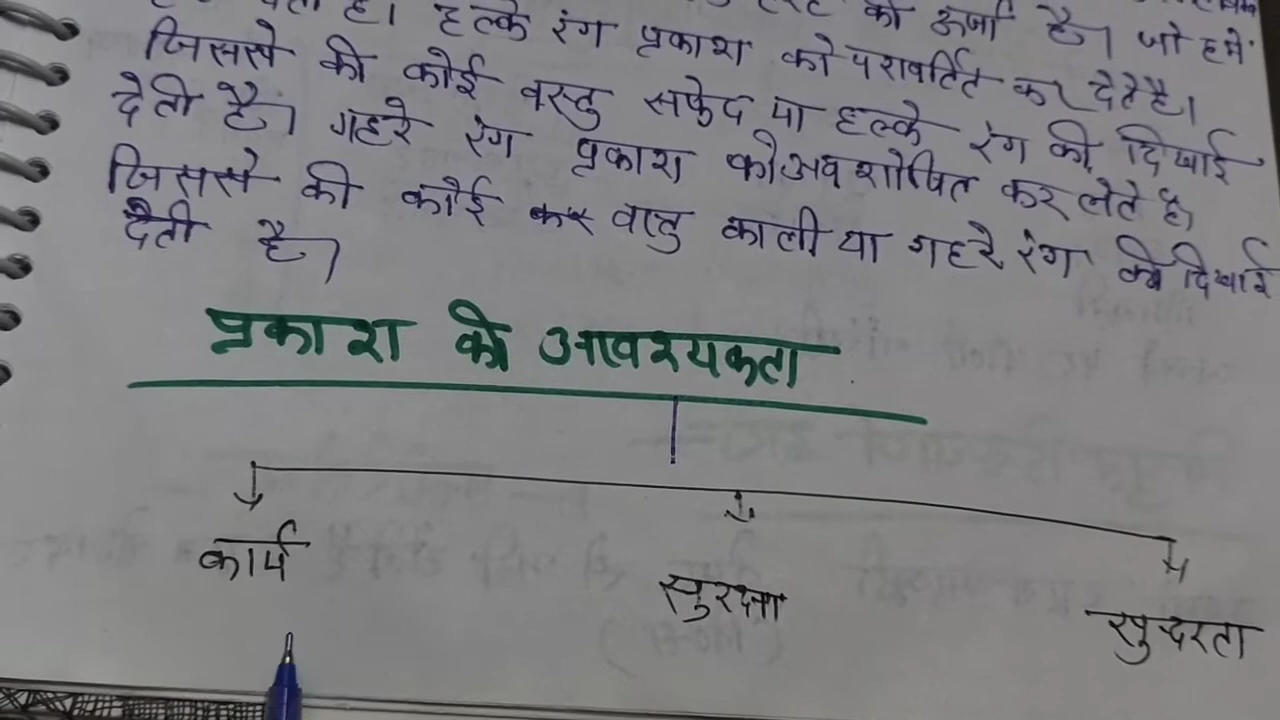 की ऊर्जा है। जो हमे
है। हल्के रंग प्रकाश को परावर्तित कर देते है।
जिससे की कोई वस्तु सफेद या हल्के रंग की दिखाई
देती है। गहरे रंग प्रकाश को अवशोषित कर लेते है।
जिससे की कोई वस्तु काली या गहरे रंग की दिखाई
देती है।
प्रकाश की आवश्यकता
कार्य
सुरक्षा
सुन्दरता